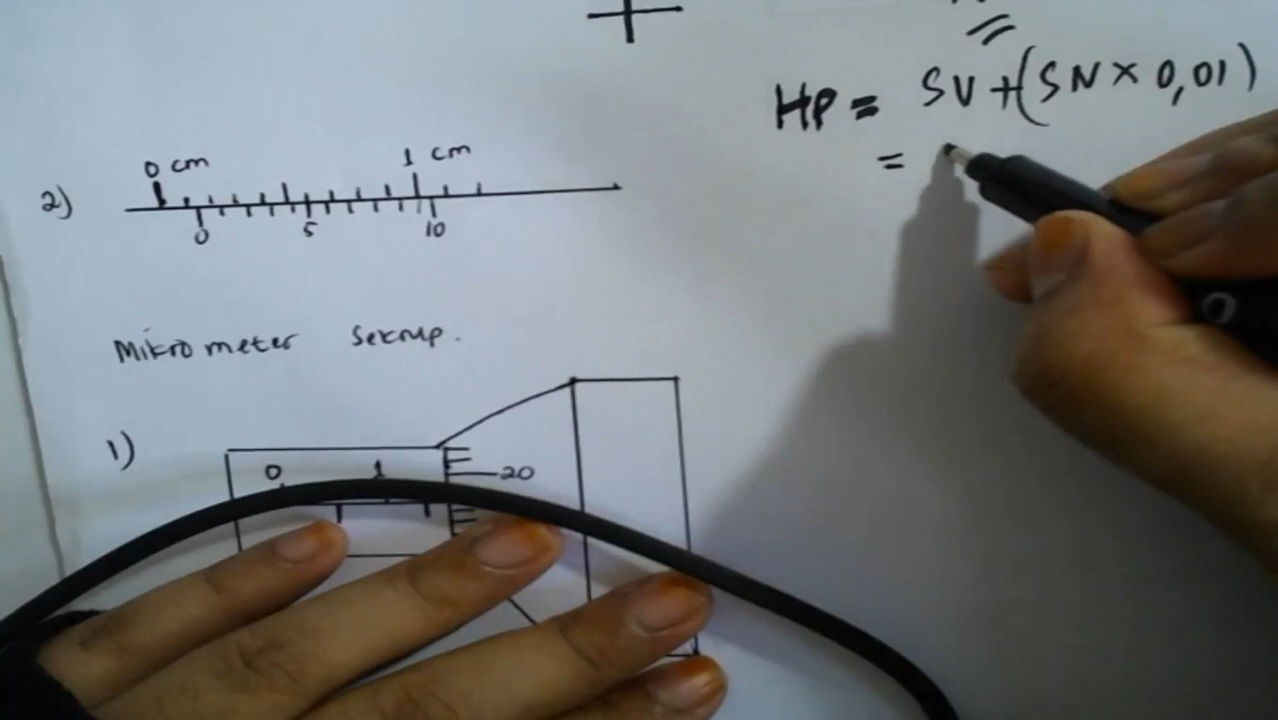 HP = SV + (SN × 0,01)
=
2)
0 cm 1 cm
0 5 10
Mikrometer Sekrup.
1)
0 1 20